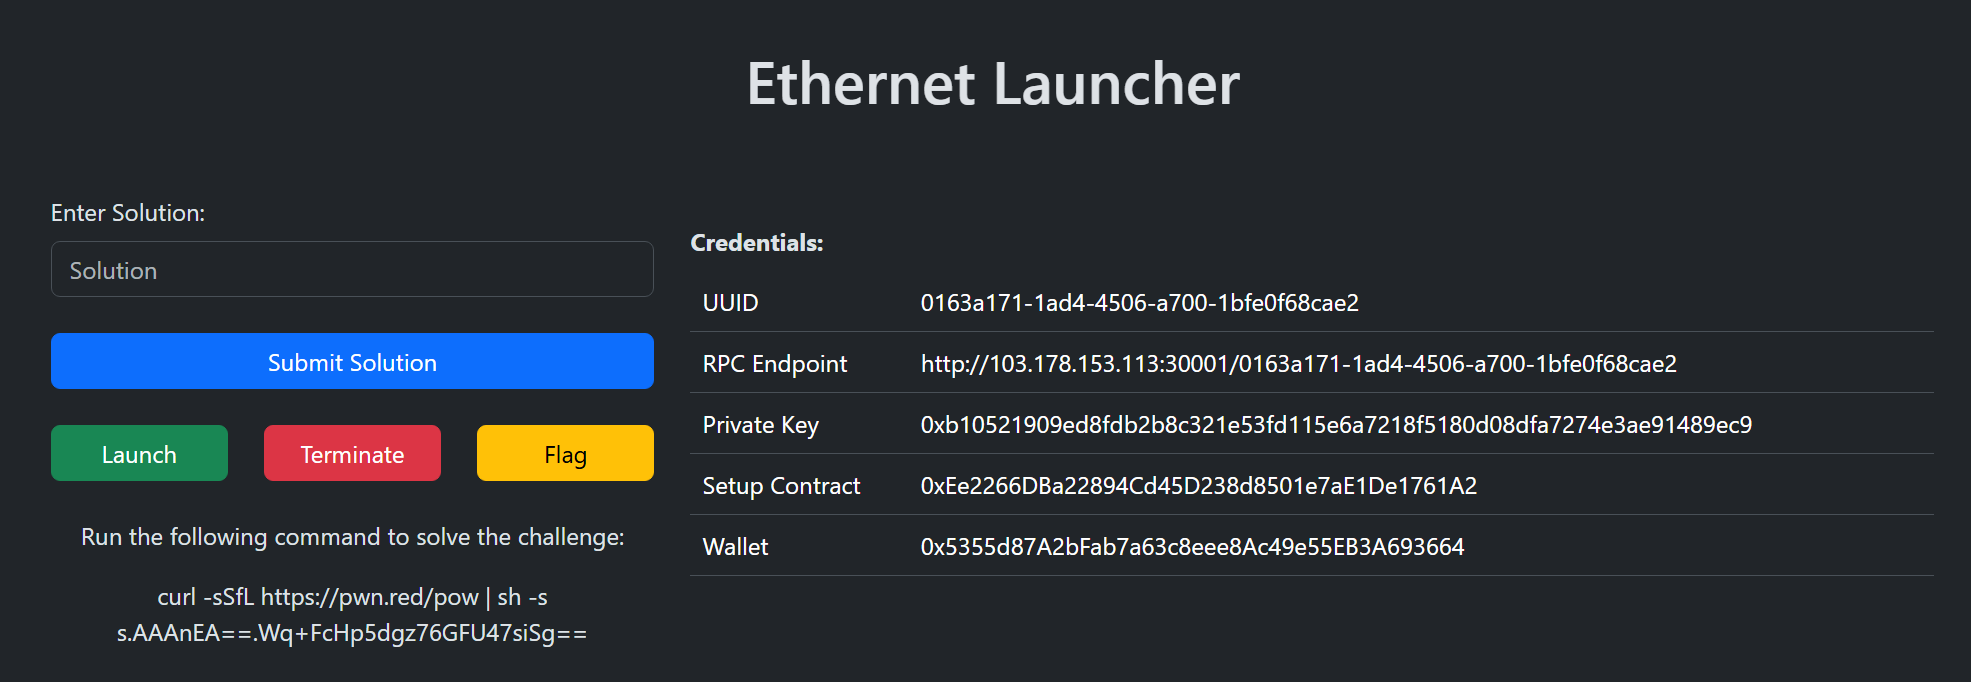 Ethernet Launcher
Enter Solution:
Solution
Submit Solution
Launch Terminate Flag
Run the following command to solve the challenge:
curl -sSfL https://pwn.red/pow | sh -s
s.AAAnEA==.Wq+FcHp5dgz76GFU47siSg==
Credentials:
UUID 0163a171-1ad4-4506-a700-1bfe0f68cae2
RPC Endpoint http://103.178.153.113:30001/0163a171-1ad4-4506-a700-1bfe0f68cae2
Private Key 0xb10521909ed8fdb2b8c321e53fd115e6a7218f5180d08dfa7274e3ae91489ec9
Setup Contract 0xEe2266DBa22894Cd45D238d8501e7aE1De1761A2
Wallet 0x5355d87A2bFab7a63c8eee8Ac49e55EB3A693664